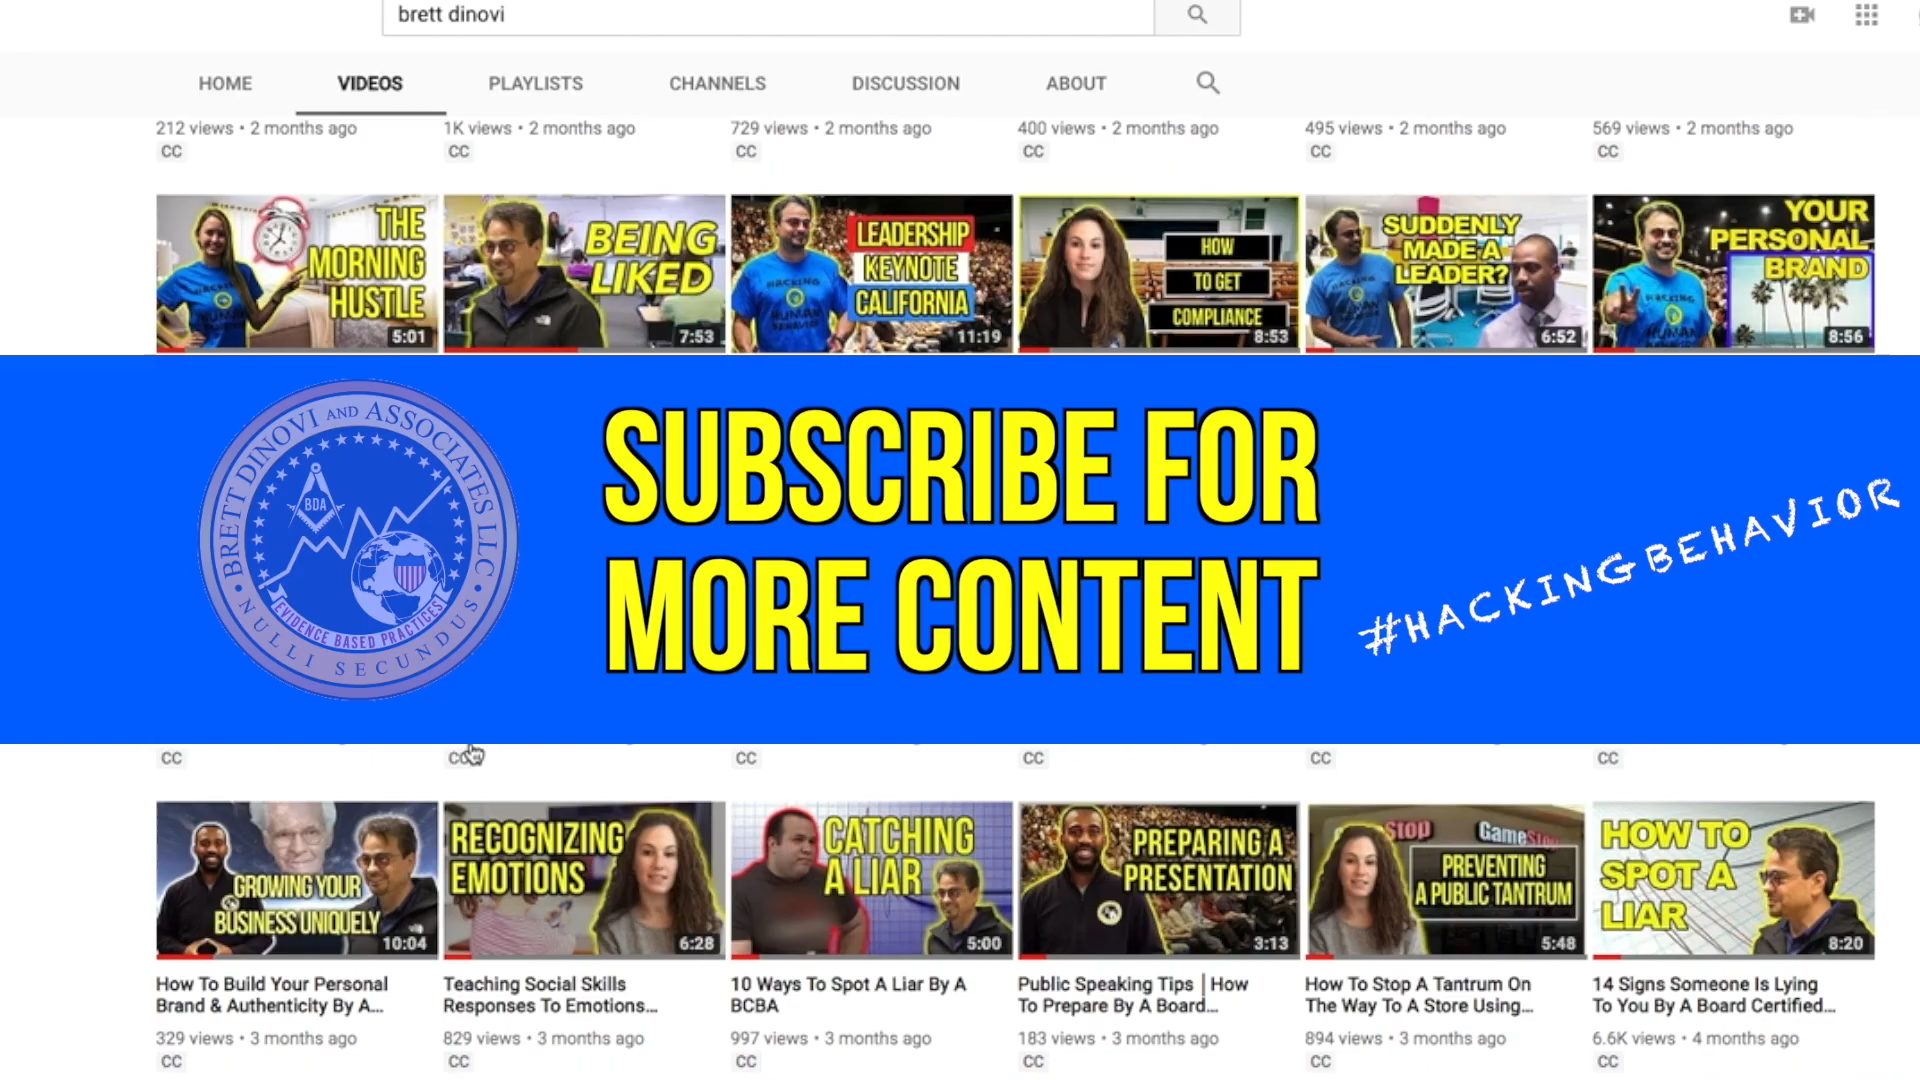 brett dinovi
HOME VIDEOS PLAYLISTS CHANNELS DISCUSSION ABOUT
212 views • 2 months ago
1K views • 2 months ago
729 views • 2 months ago
400 views • 2 months ago
495 views • 2 months ago
569 views • 2 months ago
CC CC CC CC CC CC
THE
MORNING
HUSTLE
5:01
BEING
LIKED
7:53
LEADERSHIP
KEYNOTE
CALIFORNIA
HACKING
HUMAN
BEHAVIOR
11:19
HOW
TO GET
COMPLIANCE
8:53
SUDDENLY
MADE A
LEADER?
6:52
YOUR
PERSONAL
BRAND
HACKING
HUMAN
8:56
BRETT DINOVI AND ASSOCIATES LLC
BDA
EVIDENCE BASED PRACTICES
• NULLI SECUNDUS •
SUBSCRIBE FOR
MORE CONTENT
#HACKINGBEHAVIOR
CC CC CC CC CC CC
GROWING YOUR
BUSINESS UNIQUELY
10:04
RECOGNIZING
EMOTIONS
6:28
CATCHING
A LIAR
5:00
PREPARING A
PRESENTATION
3:13
Stop GameStop
PREVENTING
A PUBLIC TANTRUM
5:48
HOW TO
SPOT A
LIAR
8:20
How To Build Your Personal
Brand & Authenticity By A...
329 views • 3 months ago
CC
Teaching Social Skills
Responses To Emotions...
829 views • 3 months ago
CC
10 Ways To Spot A Liar By A
BCBA
997 views • 3 months ago
CC
Public Speaking Tips | How
To Prepare By A Board...
183 views • 3 months ago
CC
How To Stop A Tantrum On
The Way To A Store Using...
894 views • 3 months ago
CC
14 Signs Someone Is Lying
To You By A Board Certified...
6.6K views • 4 months ago
CC